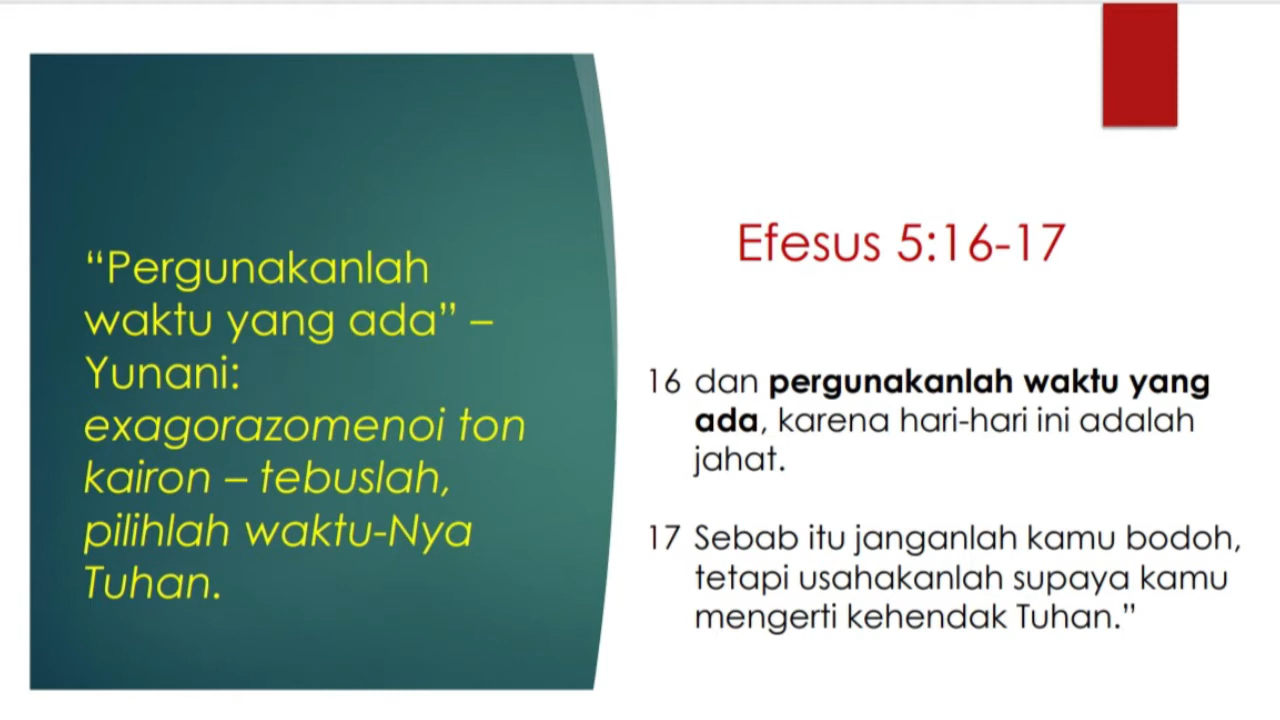 “Pergunakanlah
waktu yang ada” –
Yunani:
exagorazomenoi ton
kairon – tebuslah,
pilihlah waktu-Nya
Tuhan.
Efesus 5:16-17
16 dan pergunakanlah waktu yang
ada, karena hari-hari ini adalah
jahat.
17 Sebab itu janganlah kamu bodoh,
tetapi usahakanlah supaya kamu
mengerti kehendak Tuhan.”